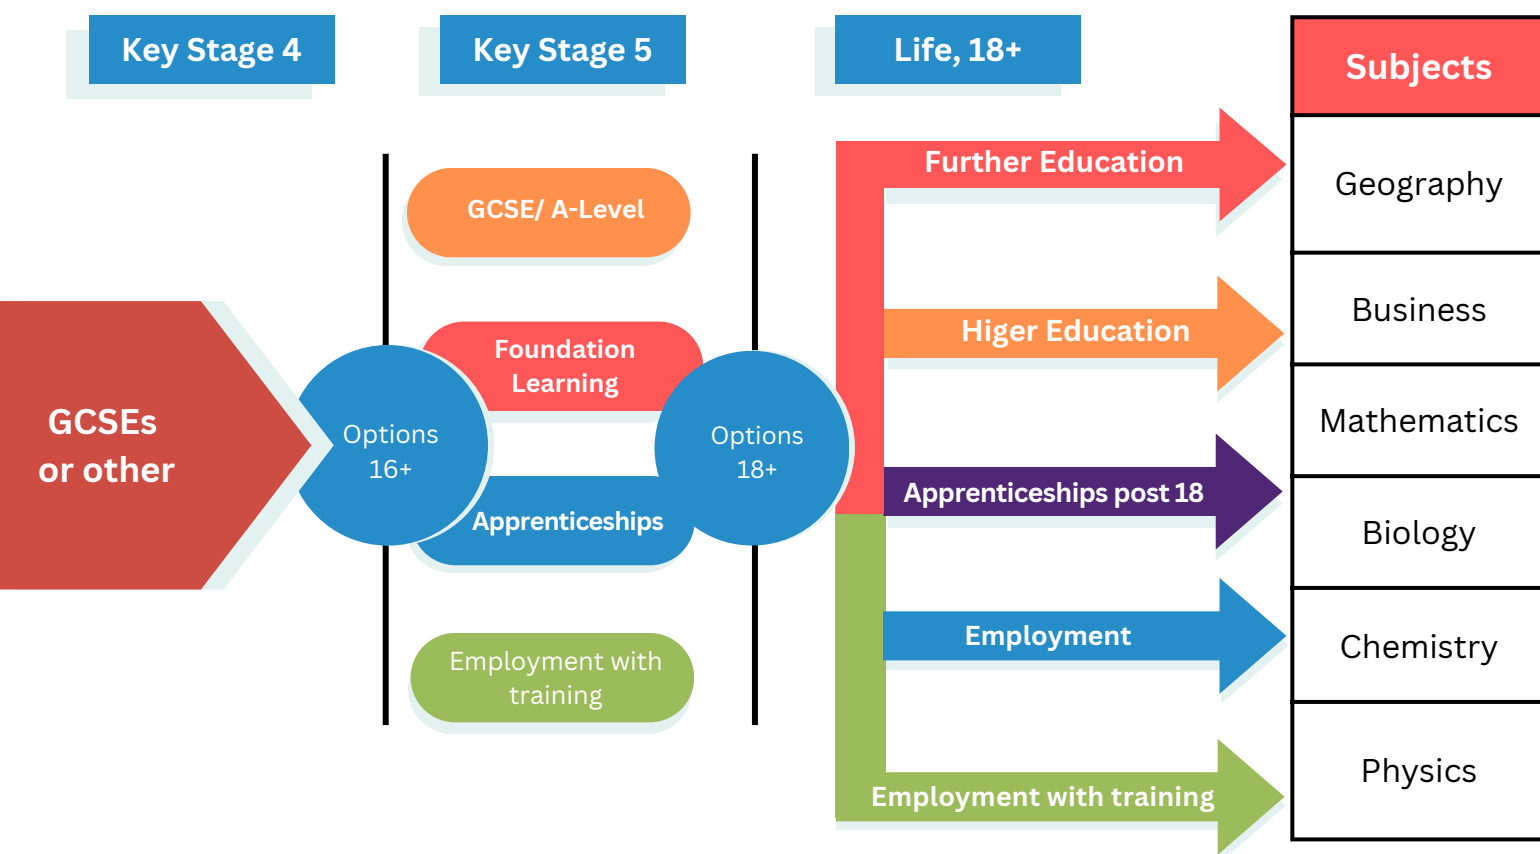 Key Stage 4
Key Stage 5
Life, 18+
Subjects
GCSEs
or other
Options
16+
GCSE/ A-Level
Foundation
Learning
Apprenticeships
Employment with
training
Options
18+
Further Education
Higer Education
Apprenticeships post 18
Employment
Employment with training
Geography
Business
Mathematics
Biology
Chemistry
Physics